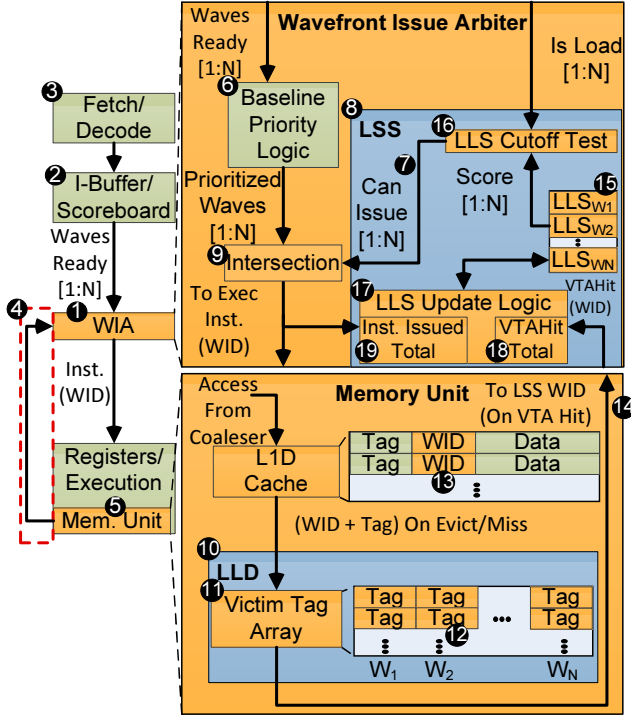 3
Fetch/
Decode
2
I-Buffer/
Scoreboard
Waves
Ready
[1:N]
4
1
WIA
Inst.
(WID)
Registers/
Execution
5
Mem. Unit
Waves
Ready
[1:N]
Wavefront Issue Arbiter
Is Load
[1:N]
6
Baseline
Priority
Logic
8
LSS
16
LLS Cutoff Test
7
Prioritized
Waves
[1:N]
Can
Issue
[1:N]
Score
[1:N]
15
LLSW1
LLSW2
LLSWN
9
Intersection
To Exec
Inst.
(WID)
VTAHit
(WID)
17
LLS Update Logic
Inst. Issued
Total
19
VTAHit
Total
18
Access
From
Coaleser
Memory Unit
To LSS WID
(On VTA Hit)
14
L1D
Cache
Tag WID Data
Tag WID Data
13
(WID + Tag) On Evict/Miss
10
LLD
11
Victim Tag
Array
Tag Tag Tag
Tag Tag ... Tag
12
W1 W2 WN